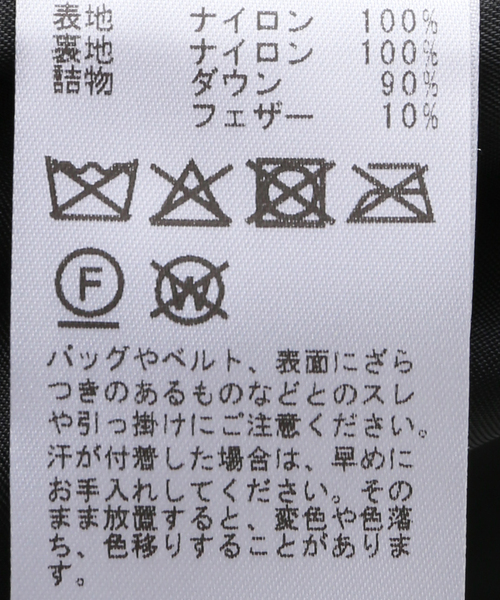 表地 ナイロン 100%
裏地 ナイロン 100%
詰物 ダウン 90%
フェザー 10%
F W
バッグやベルト、表面にざら
つきのあるものなどとのスレ
や引っ掛けにご注意ください。
汗が付着した場合は、早めに
お手入れしてください。その
まま放置すると、変色や色落
ち、色移りすることがありま
す。